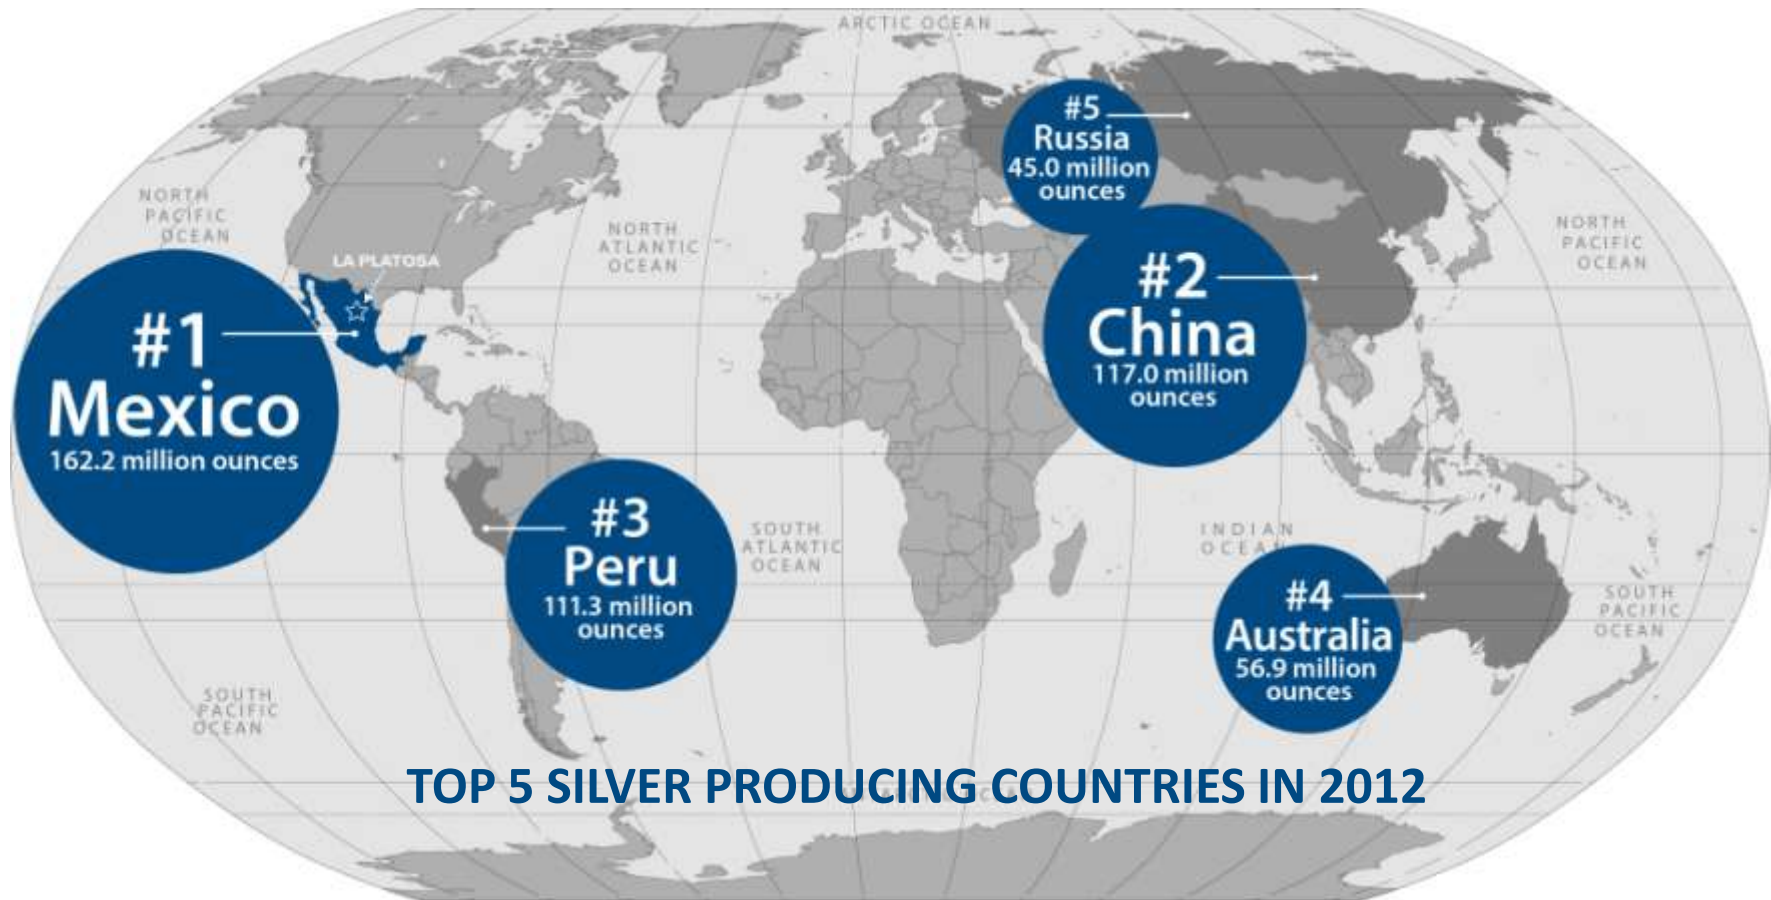 ARCTIC OCEAN
#5
Russia
45.0 million
ounces
NORTH
PACIFIC
OCEAN
NORTH
ATLANTIC
OCEAN
NORTH
PACIFIC
OCEAN
LA PLATOSA
#2
China
117.0 million
ounces
#1
Mexico
162.2 million ounces
#3
Peru
111.3 million
ounces
SOUTH
ATLANTIC
OCEAN
INDIAN
OCEAN
#4
Australia
56.9 million
ounces
SOUTH
PACIFIC
OCEAN
SOUTH
PACIFIC
OCEAN
TOP 5 SILVER PRODUCING COUNTRIES IN 2012